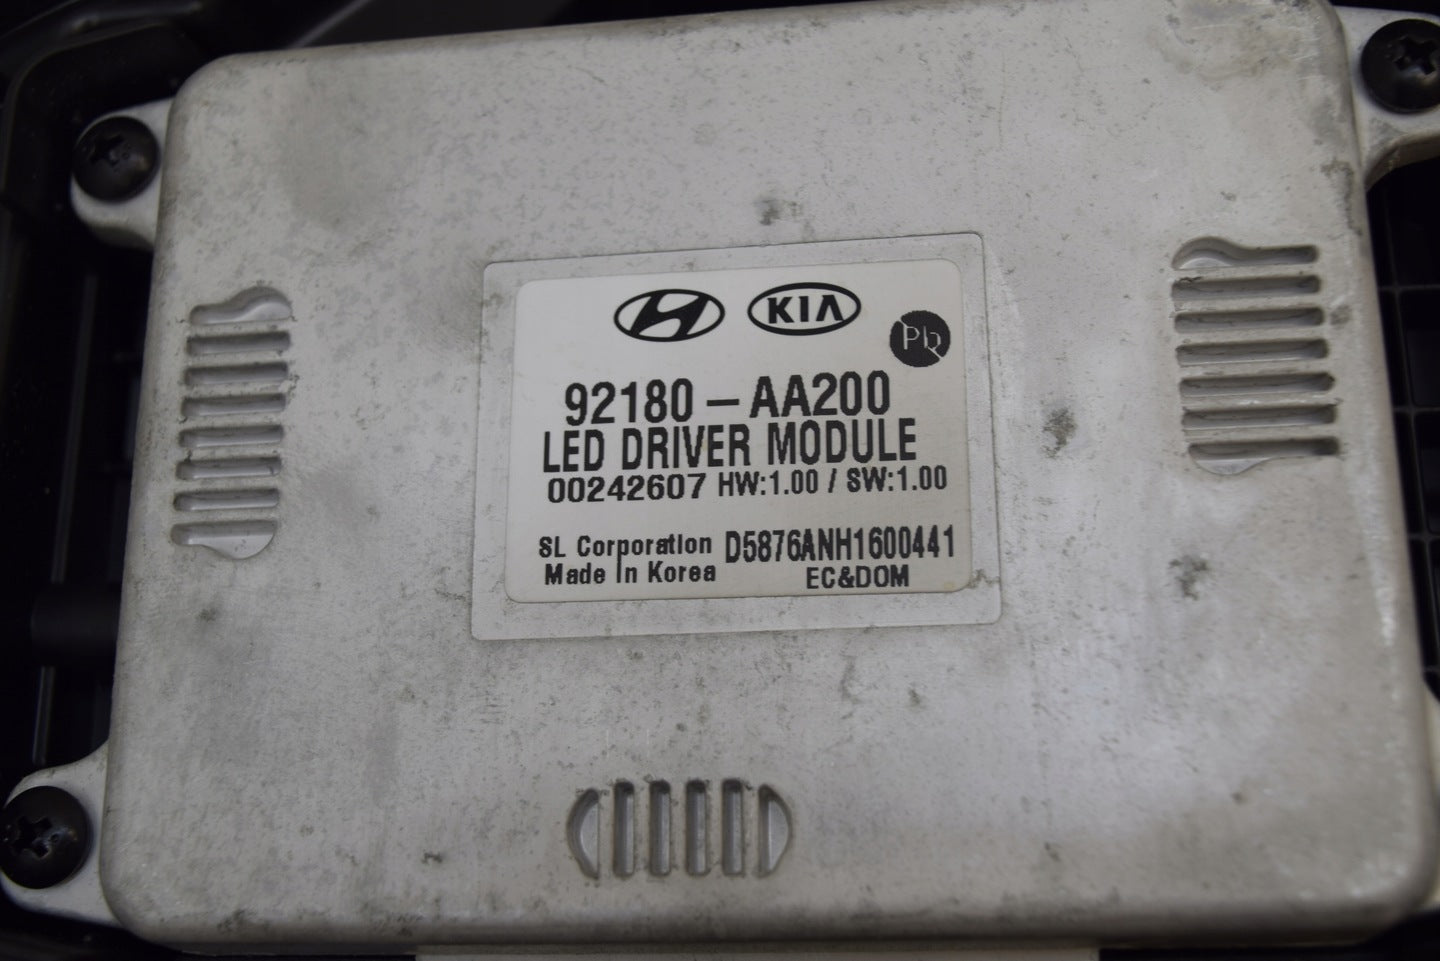 KIA
Pb
92180-AA200
LED DRIVER MODULE
00242607 HW:1.00 / SW:1.00
SL Corporation D5876ANH1600441
Made In Korea EC&DOM